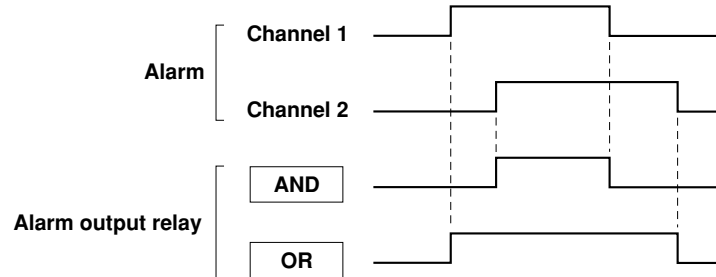 Channel 1
Alarm
Channel 2
AND
Alarm output relay
OR